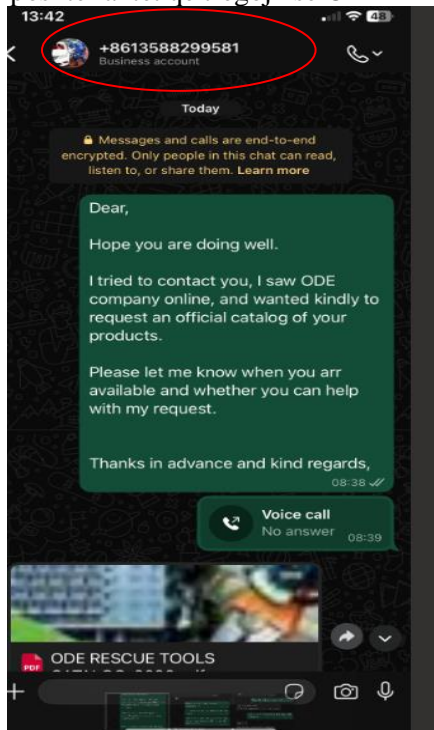 13:42
48
+8613588299581
Business account
Today
Messages and calls are end-to-end
encrypted. Only people in this chat can read,
listen to, or share them. Learn more
Dear,
Hope you are doing well.
I tried to contact you, I saw ODE
company online, and wanted kindly to
request an official catalog of your
products.
Please let me know when you arr
available and whether you can help
with my request.
Thanks in advance and kind regards,
08:38
Voice call
No answer
08:39
PDF
ODE RESCUE TOOLS